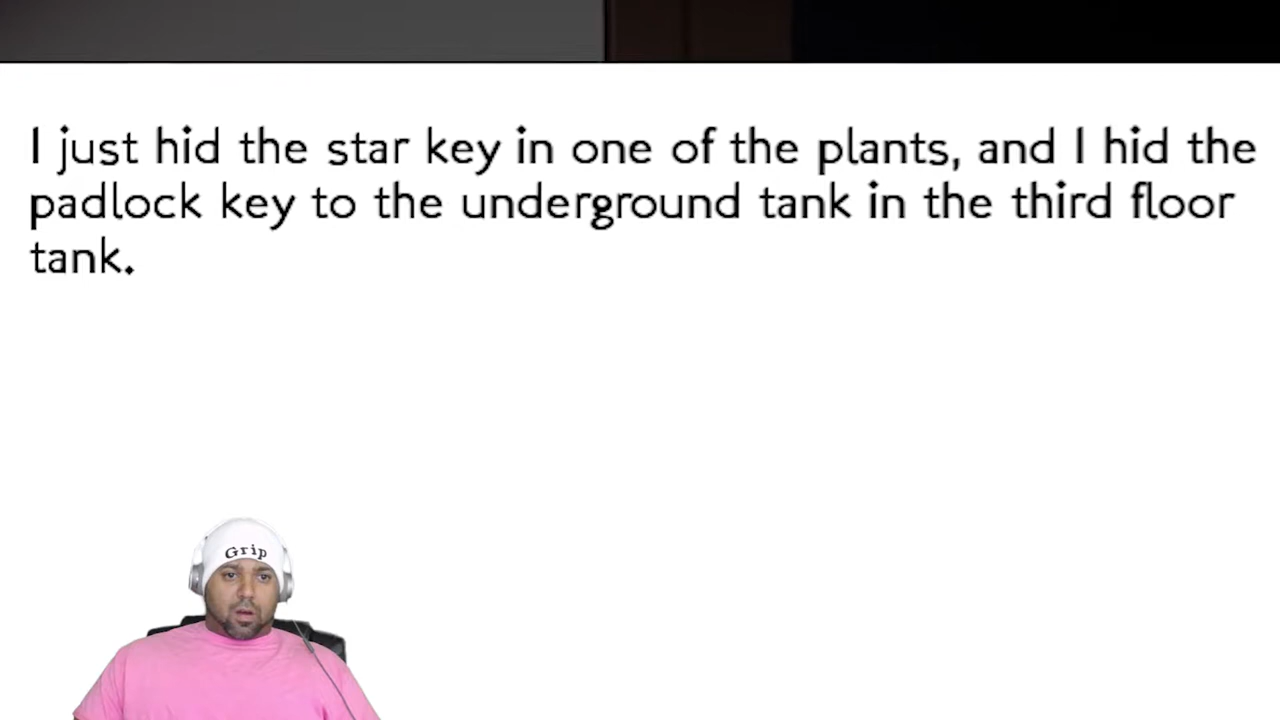 I just hid the star key in one of the plants, and I hid the
padlock key to the underground tank in the third floor
tank.
Grip